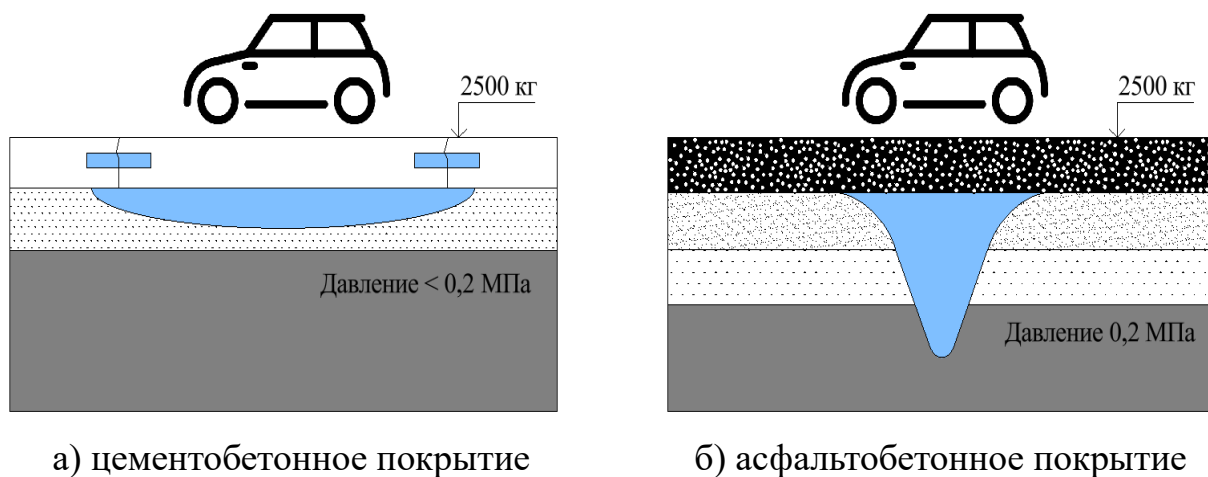 2500 кг
2500 кг
Давление < 0,2 МПа
Давление 0,2 МПа
а) цементобетонное покрытие
б) асфальтобетонное покрытие